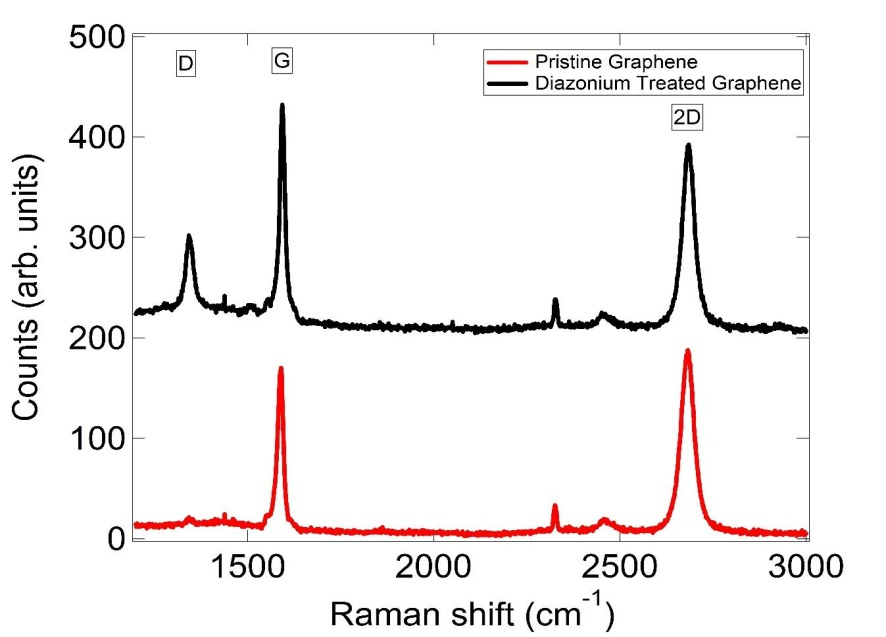 500
400
300
200
100
0
Counts (arb. units)
D
G
2D
Pristine Graphene
Diazonium Treated Graphene
1500
2000
2500
3000
Raman shift (cm⁻¹)